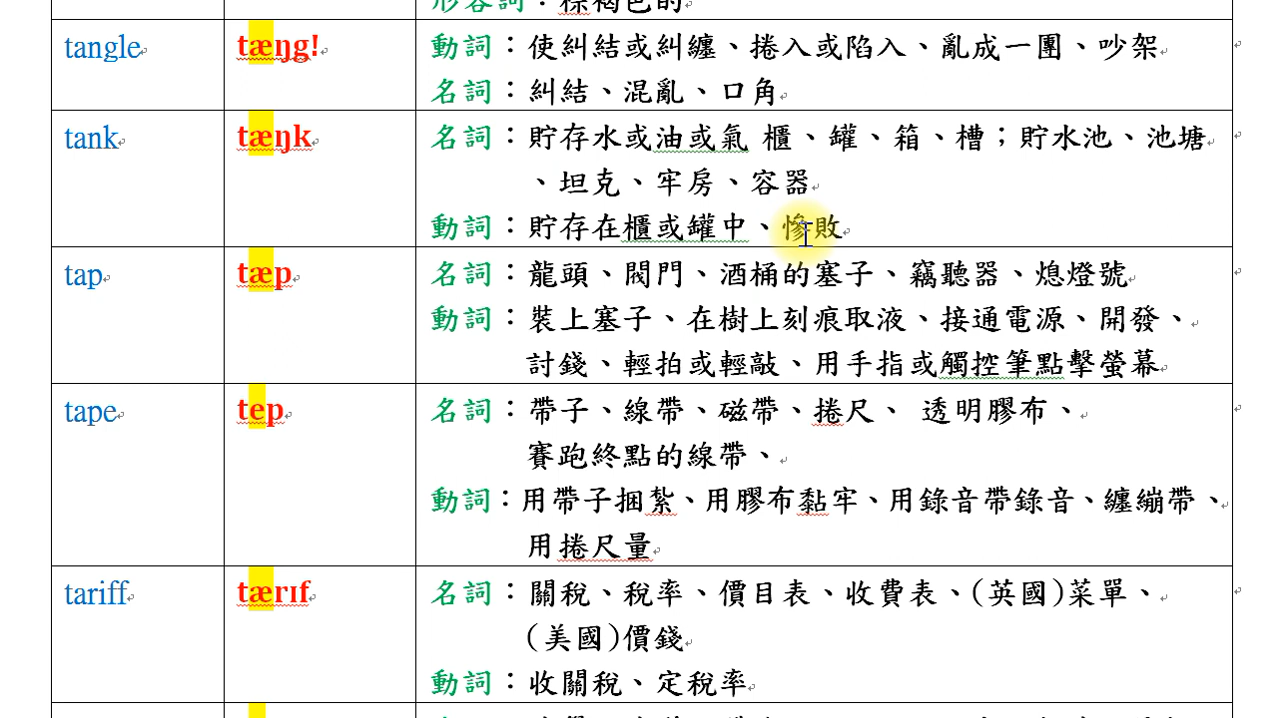 形容詞：棕褐色的
tangle
tæŋg!
動詞：使糾結或糾纏、捲入或陷入、亂成一團、吵架
名詞：糾結、混亂、口角
tank
tæŋk
名詞：貯存水或油或氣 櫃、罐、箱、槽；貯水池、池塘
、坦克、牢房、容器
動詞：貯存在櫃或罐中、慘敗
tap
tæp
名詞：龍頭、閥門、酒桶的塞子、竊聽器、熄燈號
動詞：裝上塞子、在樹上刻痕取液、接通電源、開發、
討錢、輕拍或輕敲、用手指或觸控筆點擊螢幕
tape
tep
名詞：帶子、線帶、磁帶、捲尺、 透明膠布、
賽跑終點的線帶、
動詞：用帶子捆紮、用膠布黏牢、用錄音帶錄音、纏繃帶、
用捲尺量
tariff
tærɪf
名詞：關稅、稅率、價目表、收費表、(英國)菜單、
(美國)價錢
動詞：收關稅、定稅率